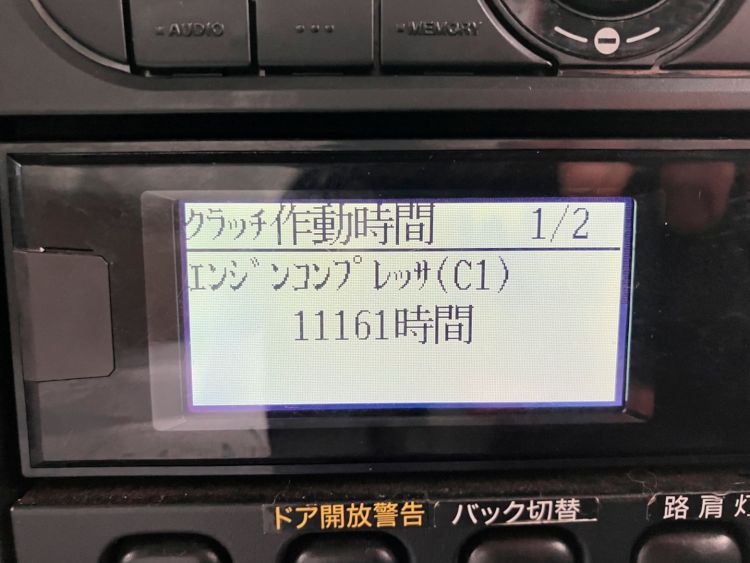 AUDIO ••• MEMORY
クラッチ作動時間 1/2
エンジンコンプレッサ(C1)
11161時間
ドア開放警告 バック切替 路肩灯